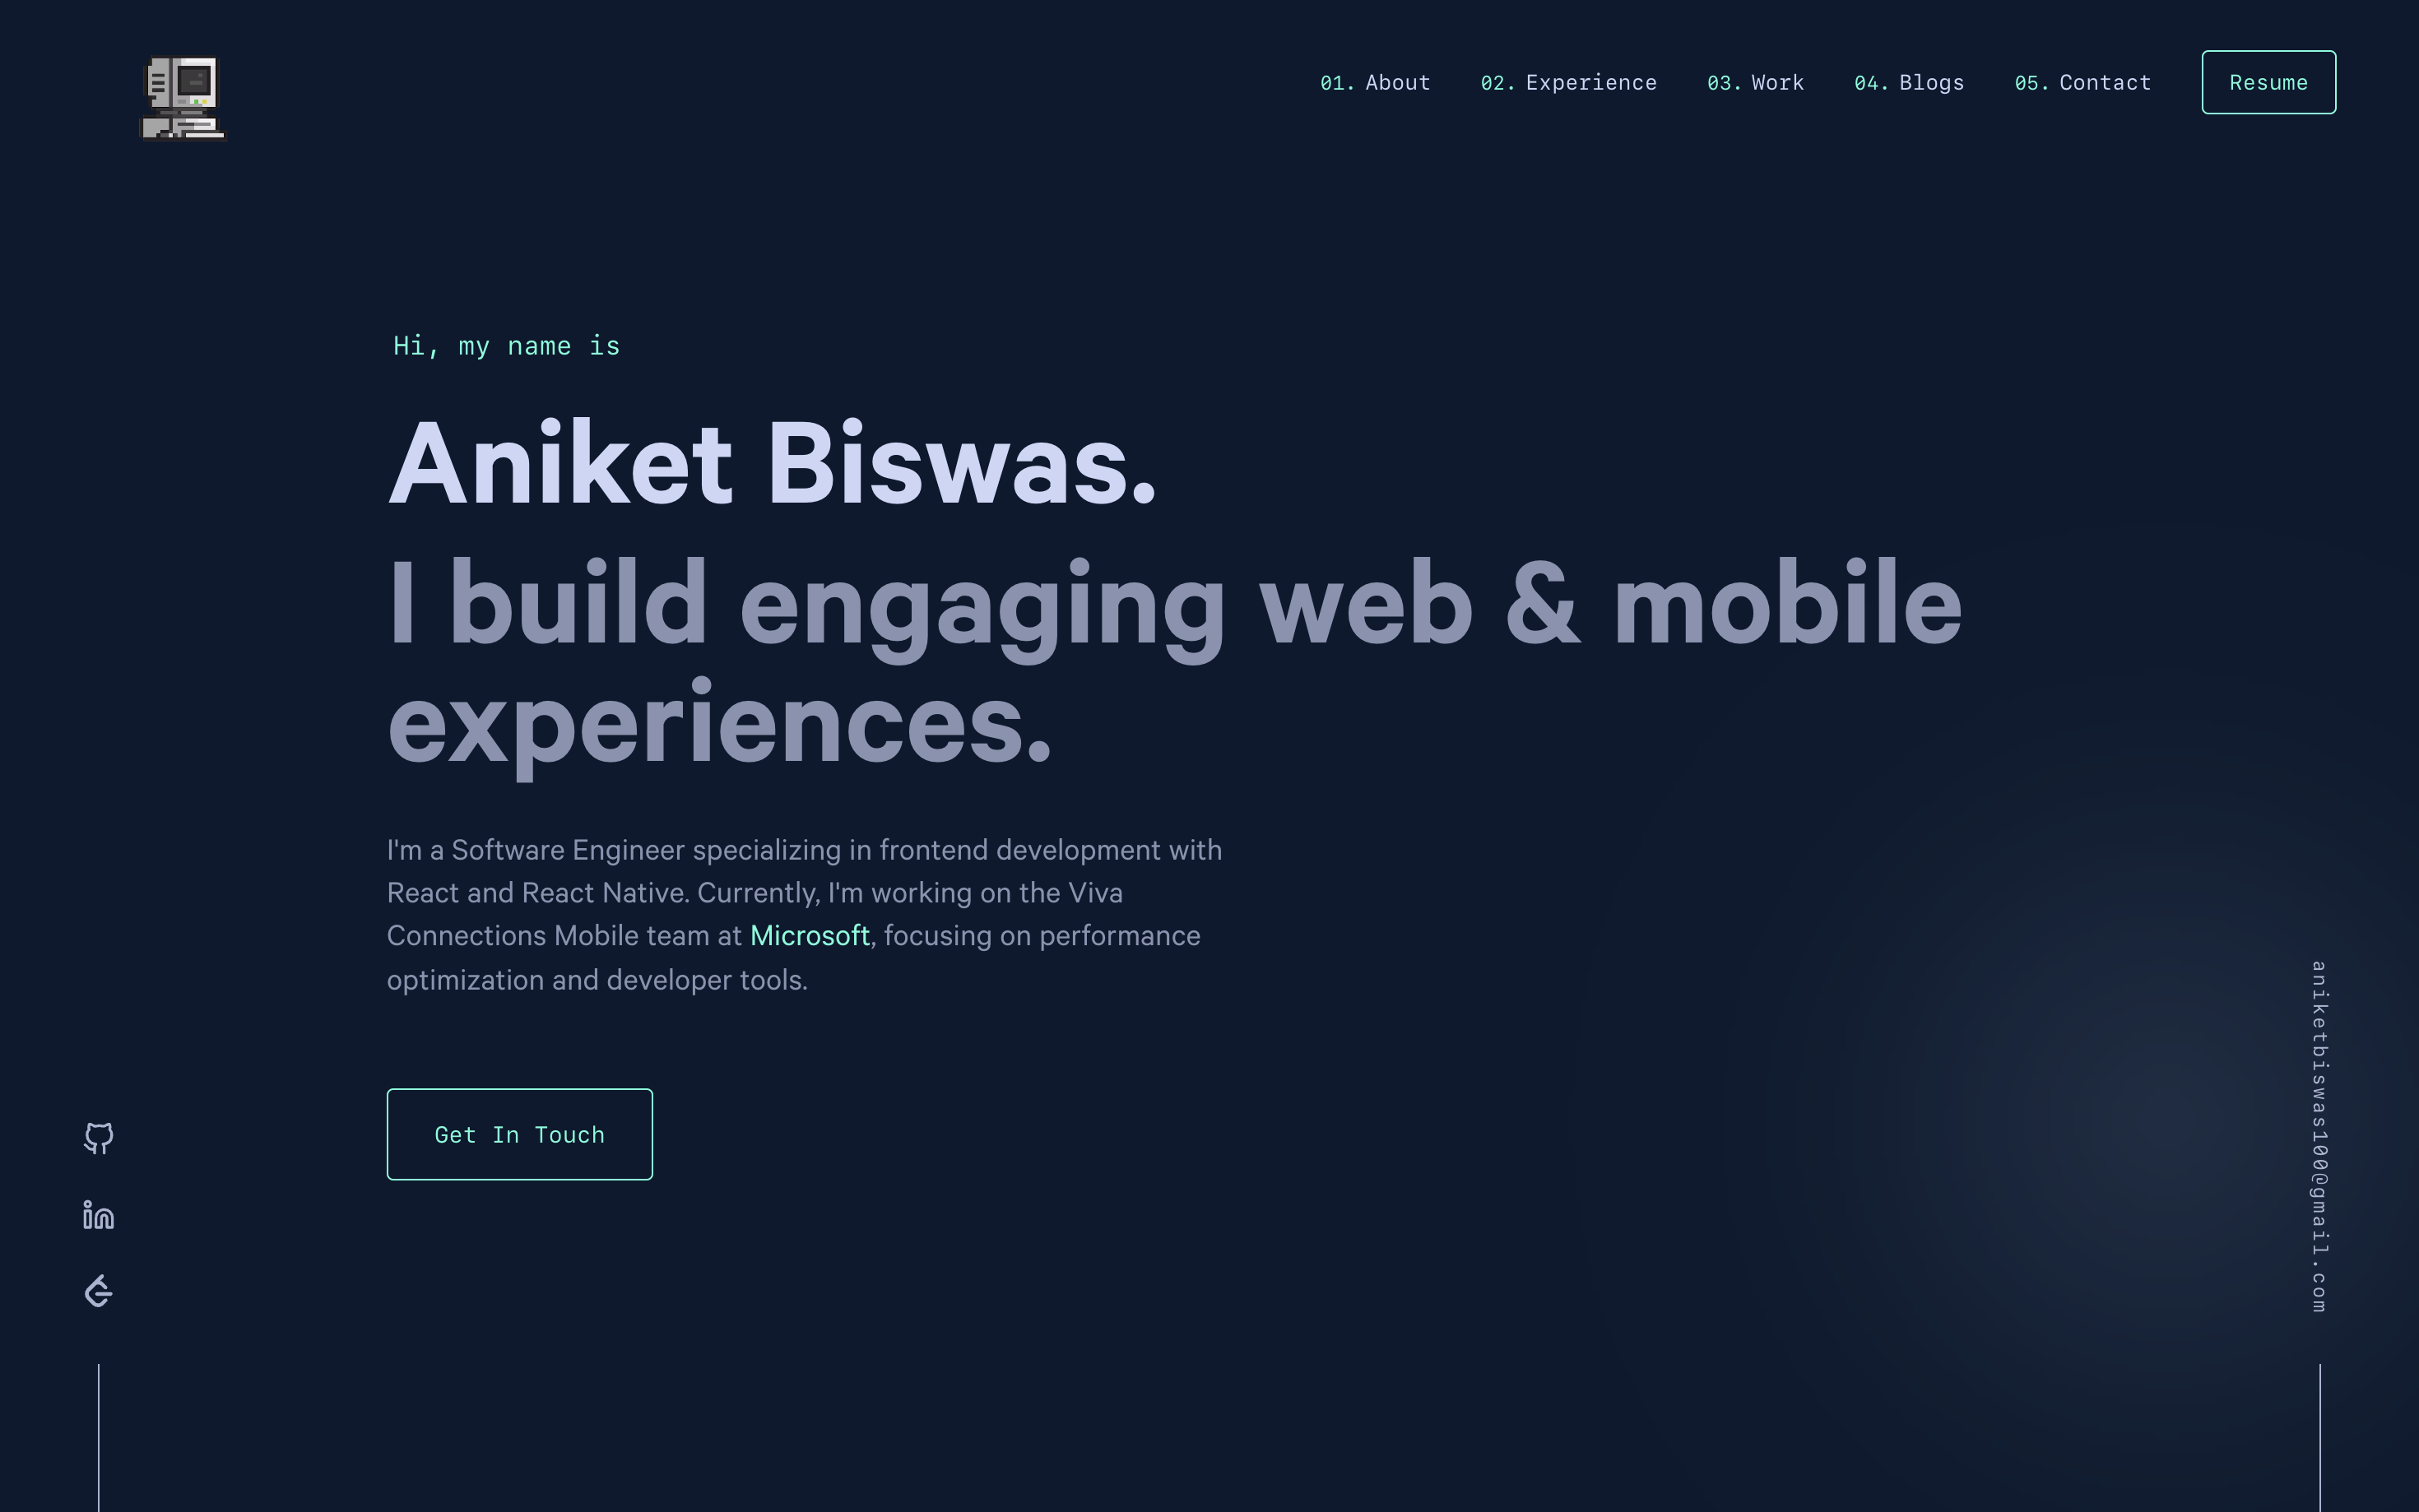 01. About 02. Experience 03. Work 04. Blogs 05. Contact Resume
Hi, my name is
Aniket Biswas.
I build engaging web & mobile
experiences.
I'm a Software Engineer specializing in frontend development with
React and React Native. Currently, I'm working on the Viva
Connections Mobile team at Microsoft, focusing on performance
optimization and developer tools.
Get In Touch
aniketbiswas100@gmail.com